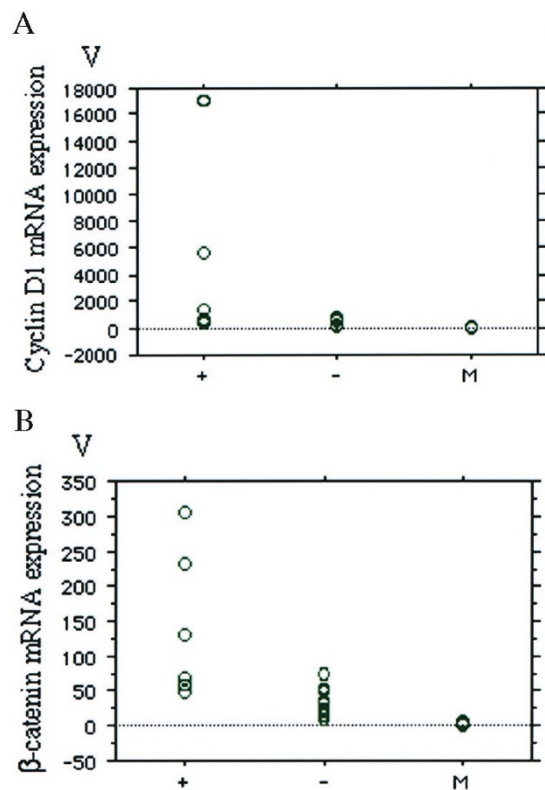 A
V
Cyclin D1 mRNA expression
18000
16000
14000
12000
10000
8000
6000
4000
2000
0
-2000
+ - M
B
V
β-catenin mRNA expression
350
300
250
200
150
100
50
0
-50
+ - M